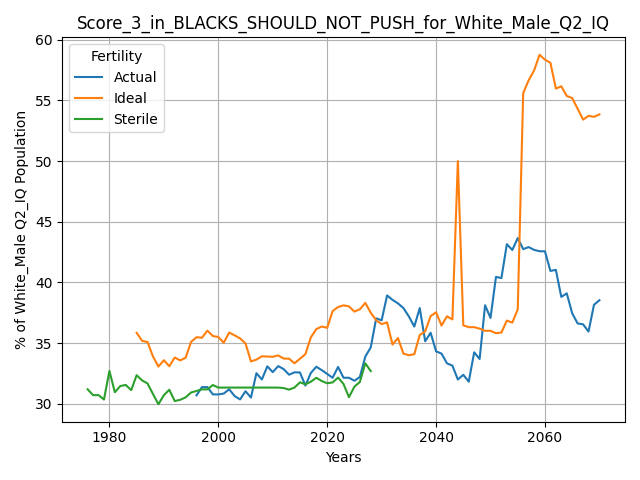 Score_3_in_BLACKS_SHOULD_NOT_PUSH_for_White_Male_Q2_IQ
Fertility
Actual
Ideal
Sterile
% of White_Male Q2_IQ Population
60
55
50
45
40
35
30
1980
2000
2020
2040
2060
Years